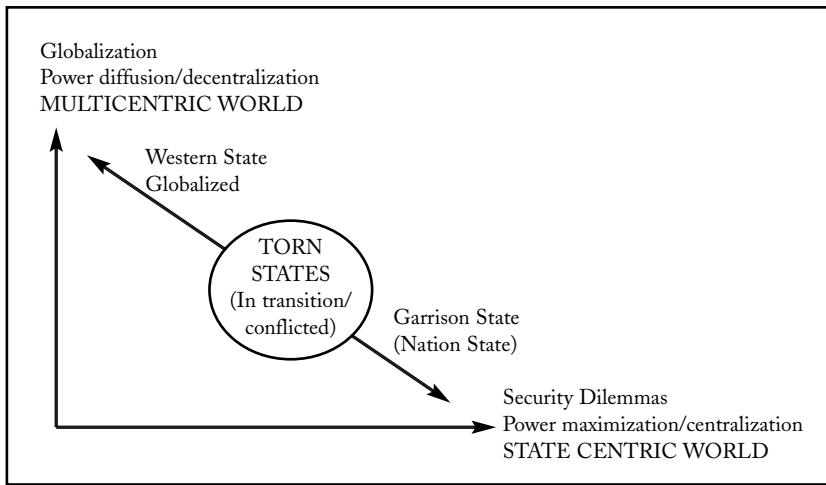 Globalization
Power diffusion/decentralization
MULTICENTRIC WORLD
Western State
Globalized
TORN
STATES
(In transition/
conflicted)
Garrison State
(Nation State)
Security Dilemmas
Power maximization/centralization
STATE CENTRIC WORLD